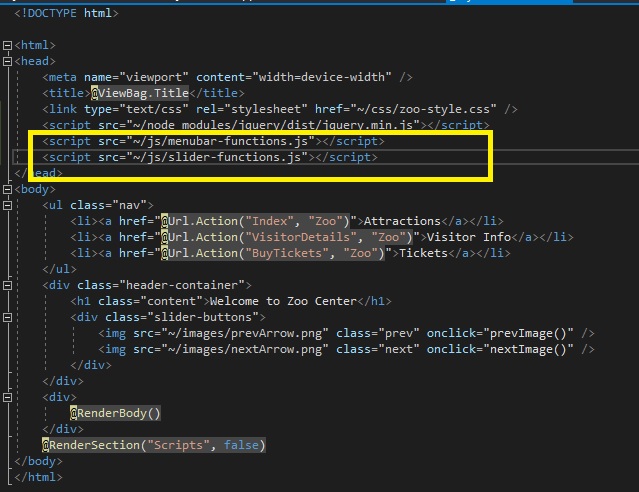 <!DOCTYPE html>
<html>
<head>
<meta name="viewport" content="width=device-width" />
<title>@ViewBag.Title</title>
<link type="text/css" rel="stylesheet" href="~/css/zoo-style.css" />
<script src="~/node_modules/jquery/dist/jquery.min.js"></script>
<script src="~/js/menubar-functions.js"></script>
<script src="~/js/slider-functions.js"></script>
</head>
<body>
<ul class="nav">
<li><a href="@Url.Action("Index", "Zoo")">Attractions</a></li>
<li><a href="@Url.Action("VisitorDetails", "Zoo")">Visitor Info</a></li>
<li><a href="@Url.Action("BuyTickets", "Zoo")">Tickets</a></li>
</ul>
<div class="header-container">
<h1 class="content">Welcome to Zoo Center</h1>
<div class="slider-buttons">
<img src="~/images/prevArrow.png" class="prev" onclick="prevImage()" />
<img src="~/images/nextArrow.png" class="next" onclick="nextImage()" />
</div>
</div>
<div>
@RenderBody()
</div>
@RenderSection("Scripts", false)
</body>
</html>